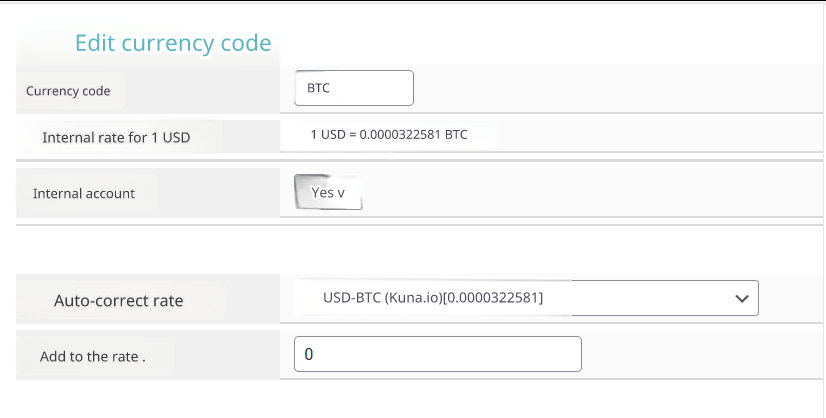 Edit currency code
Currency code
BTC
Internal rate for 1 USD
1 USD = 0.0000322581 BTC
Internal account
Yes v
Auto-correct rate
USD-BTC (Kuna.io)[0.0000322581]
Add to the rate .
0